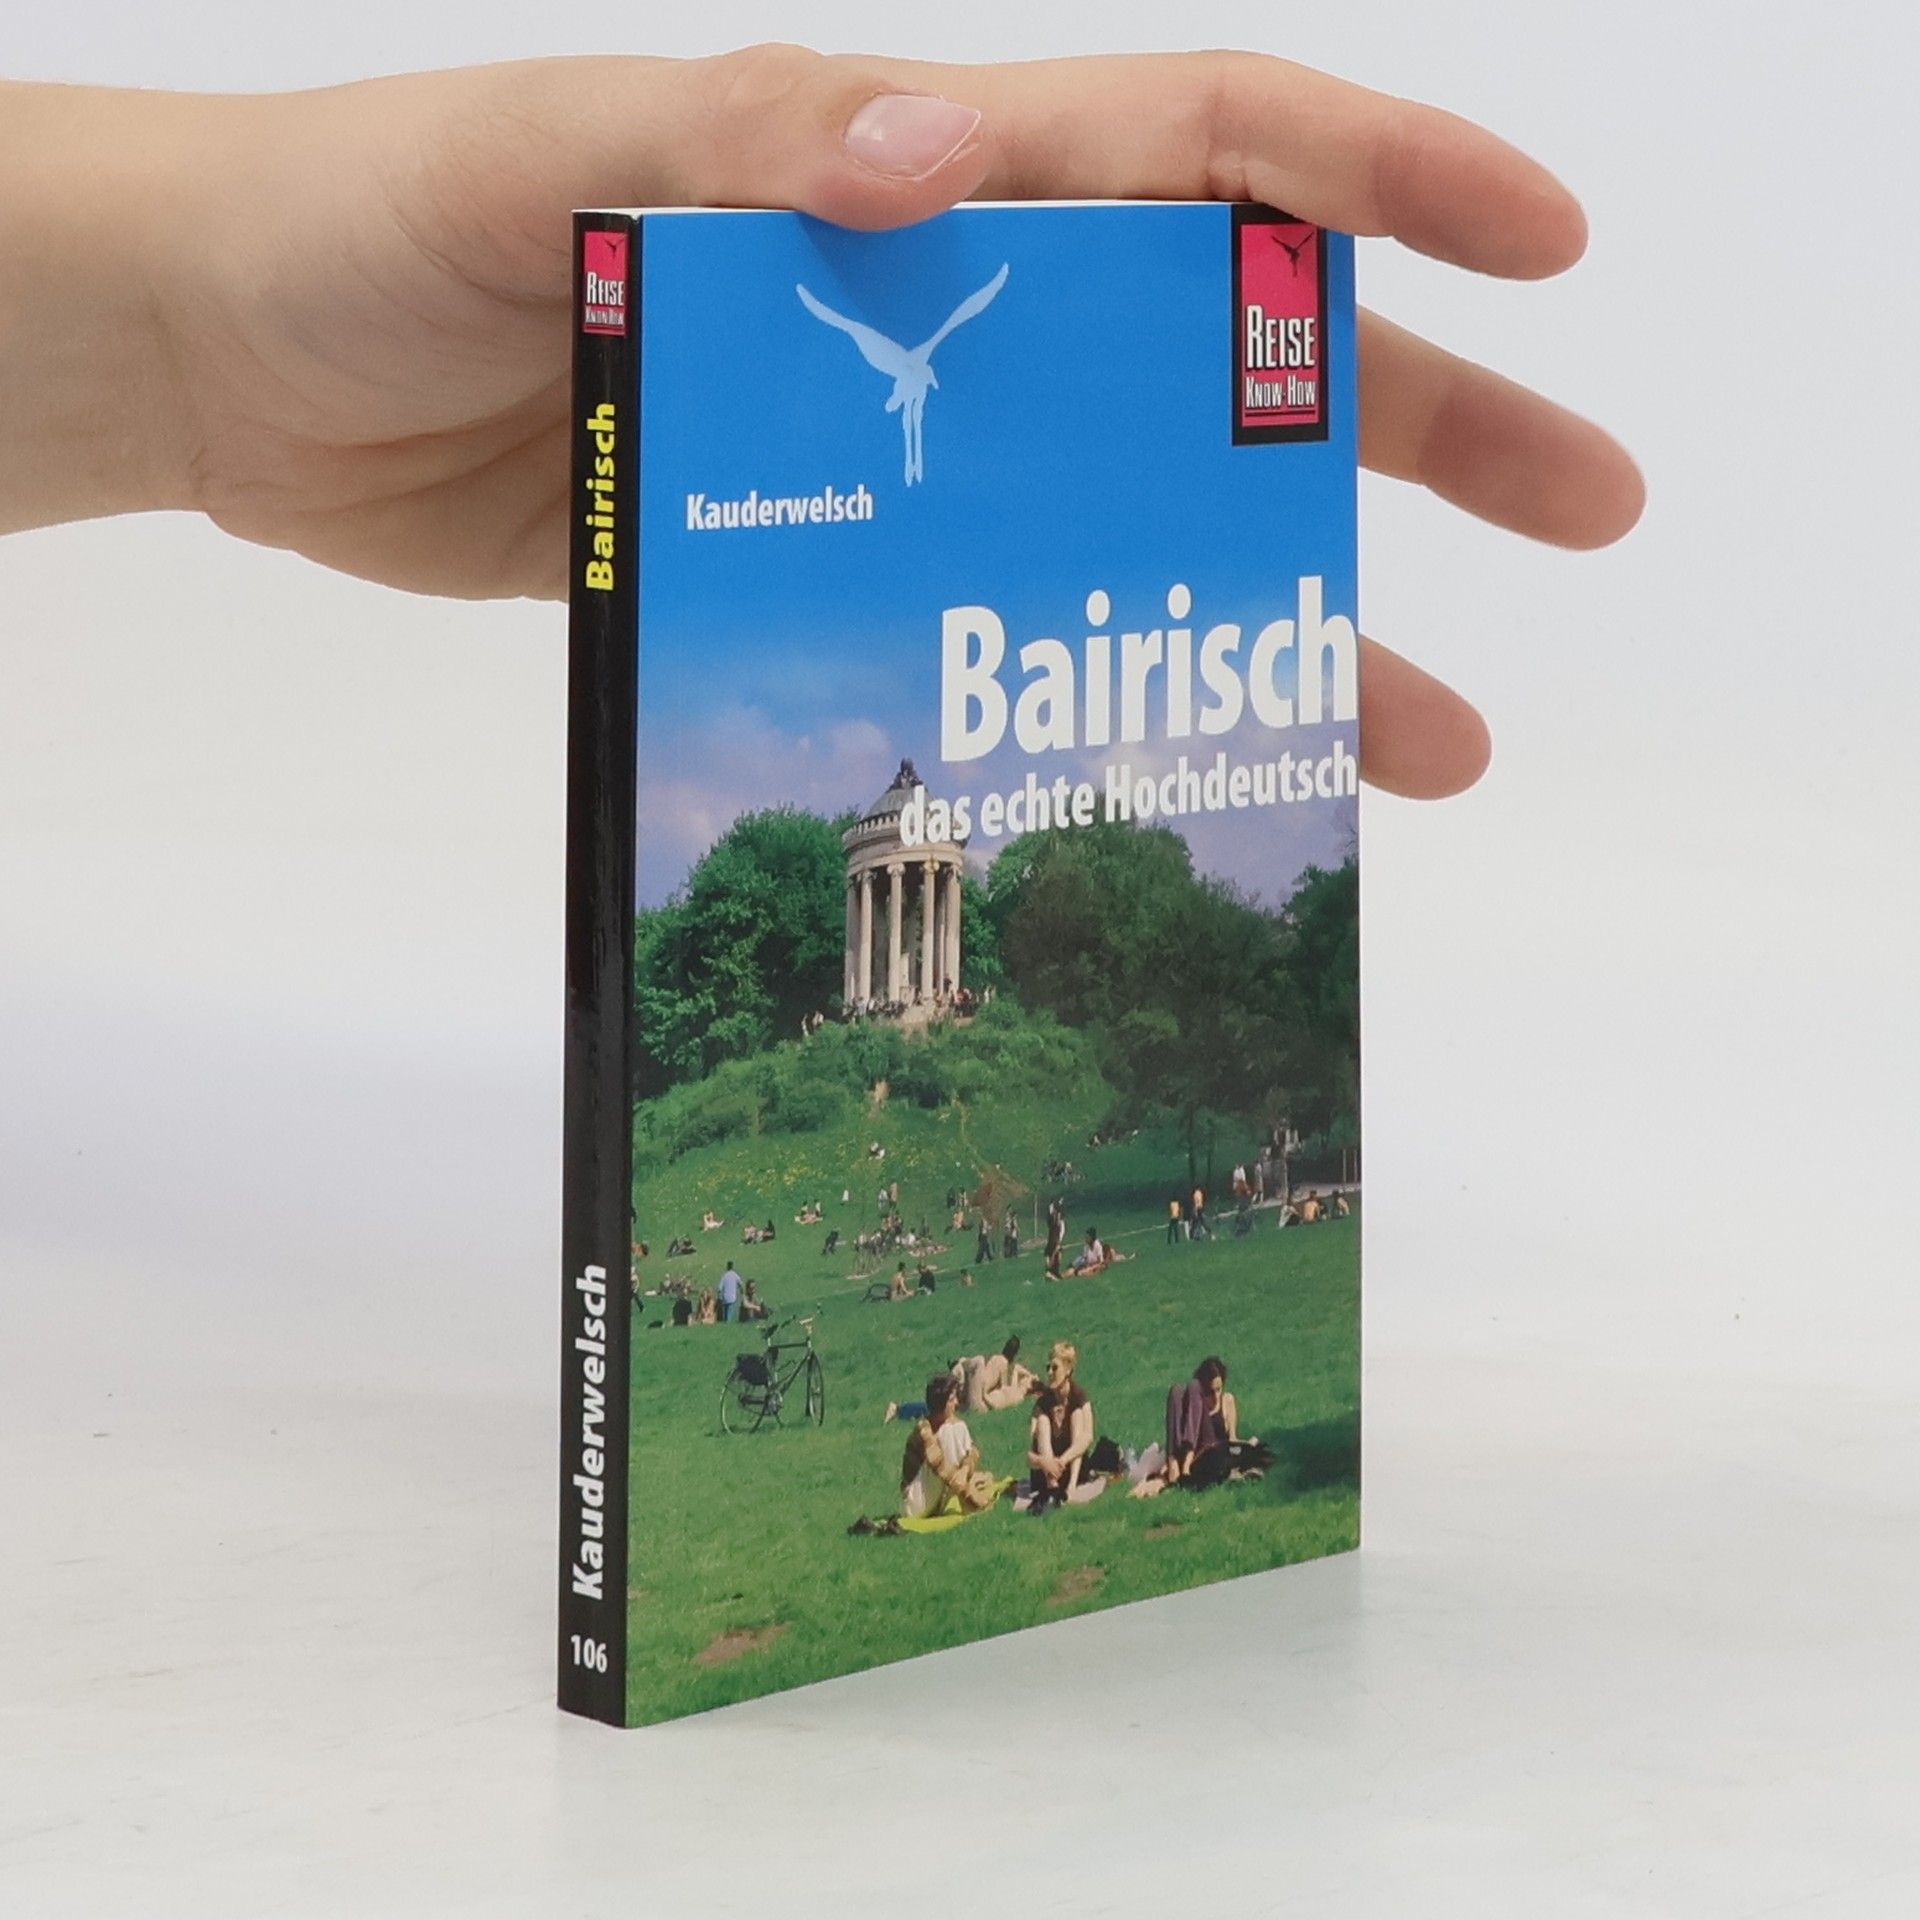 REISE
KNOW-HOW
Bairisch
Kauderwelsch
106
Kauderwelsch
REISE
KNOW-HOW
Bairisch
das echte Hochdeutsch